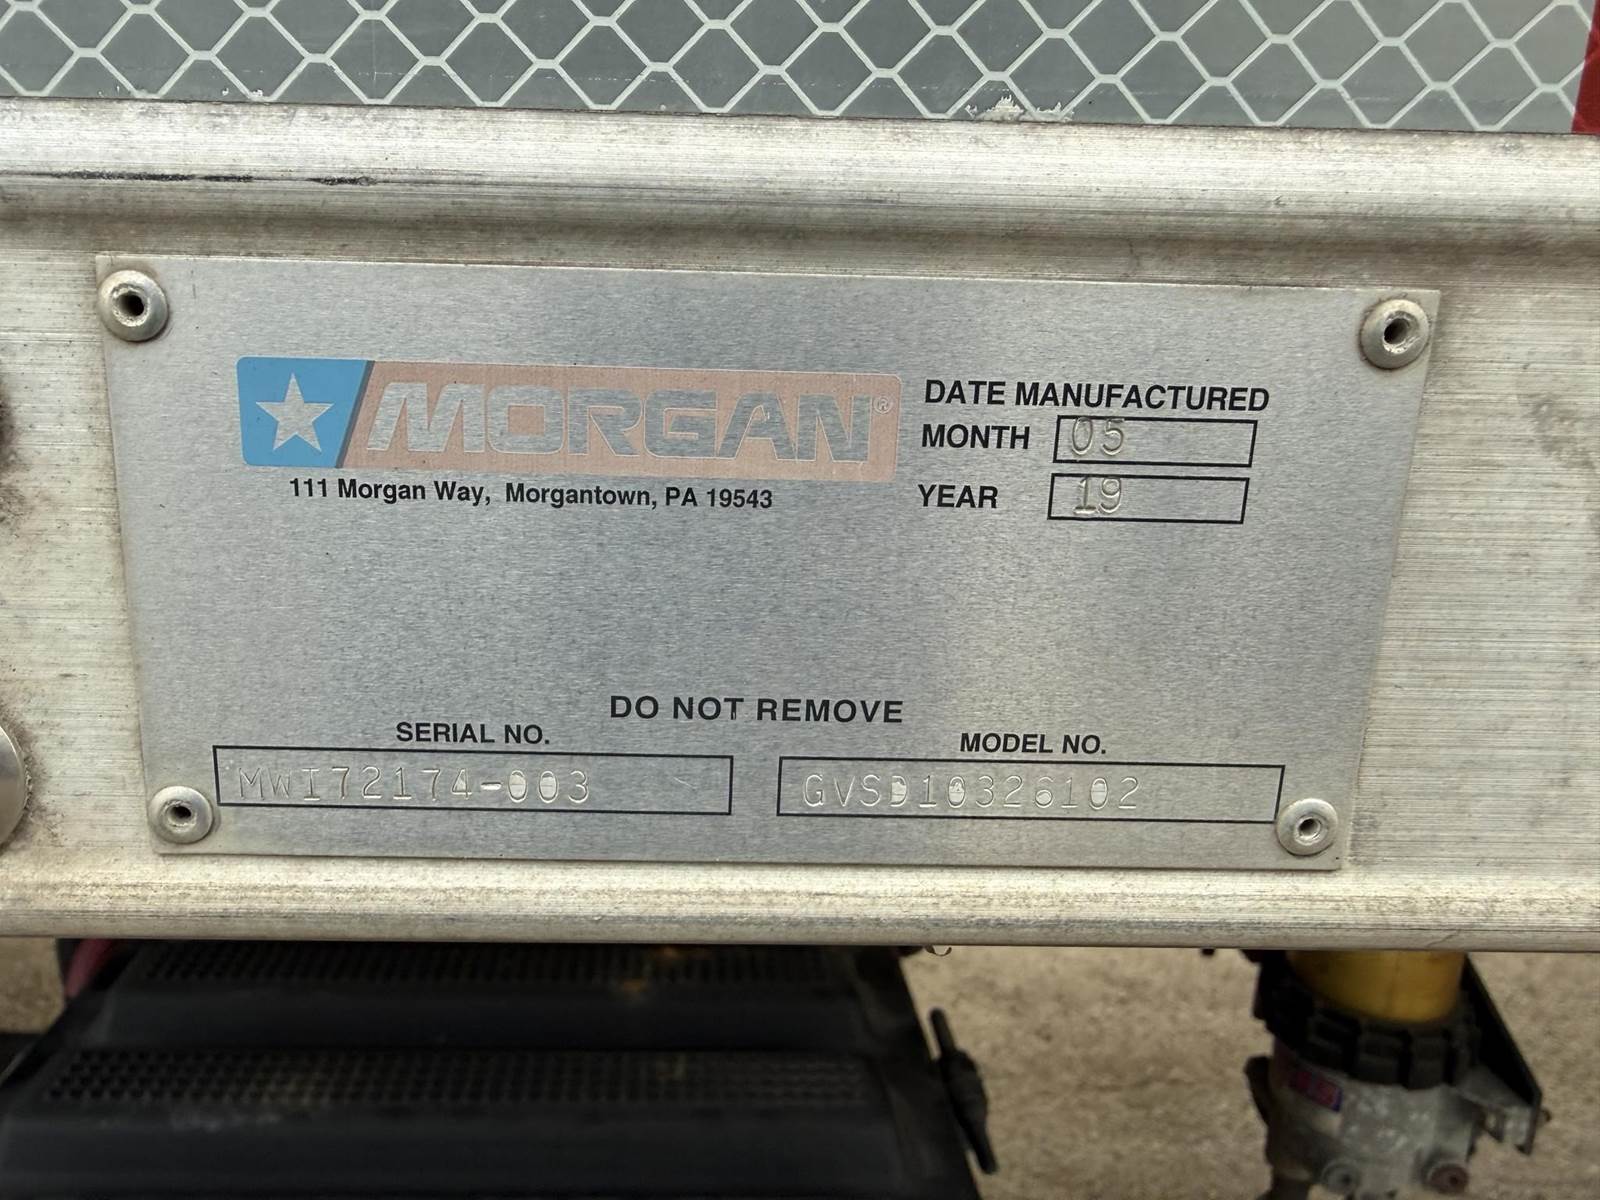 MORGAN®
111 Morgan Way, Morgantown, PA 19543
DATE MANUFACTURED
MONTH 05
YEAR 19
DO NOT REMOVE
SERIAL NO.
MWI72174-003
MODEL NO.
GVSD10326102